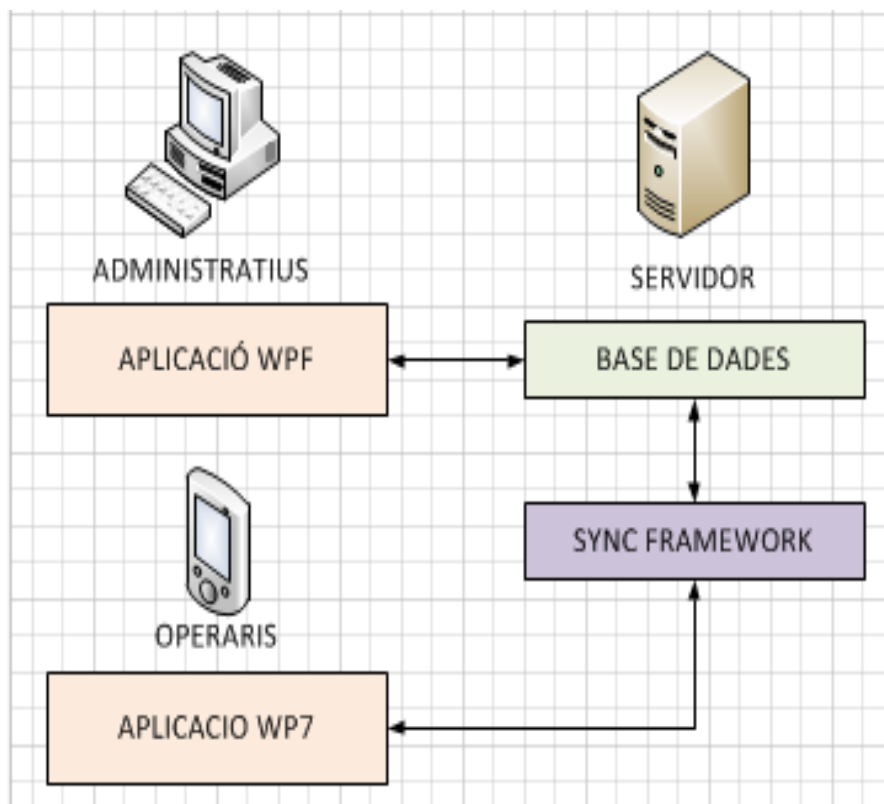 ADMINISTRATIUS
SERVIDOR
APLICACIÓ WPF
BASE DE DADES
SYNC FRAMEWORK
OPERARIS
APLICACIO WP7